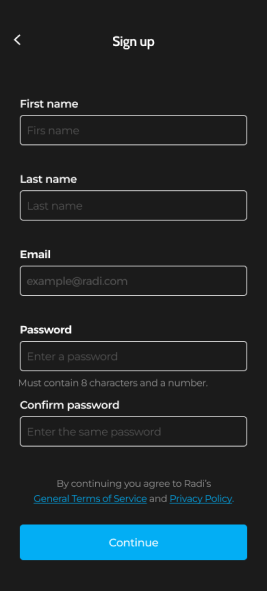 Sign up
First name
Firs name
Last name
Last name
Email
example@radi.com
Password
Enter a password
Must contain 8 characters and a number.
Confirm password
Enter the same password
By continuing you agree to Radi's
General Terms of Service and Privacy Policy.
Continue